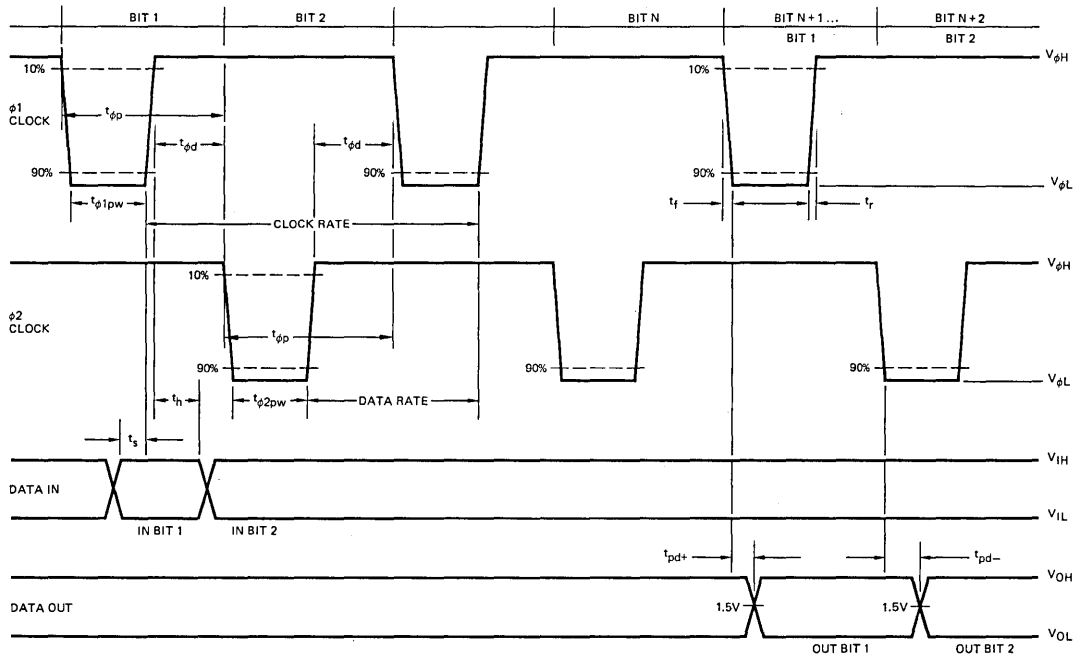 BIT 1 BIT 2 BIT N BIT N + 1 ... BIT N+2
BIT 1 BIT 2
VφH
10% 10%
tφp
φ1
CLOCK
tφd tφd
90% 90% 90%
VφL
tφ1pw tf tr
CLOCK RATE
VφH
10%
φ2
CLOCK
tφp
90% 90% 90%
VφL
th tφ2pw DATA RATE
ts
VIH
DATA IN
VIL
IN BIT 1 IN BIT 2
tpd+ tpd–
VOH
DATA OUT 1.5V 1.5V
VOL
OUT BIT 1 OUT BIT 2